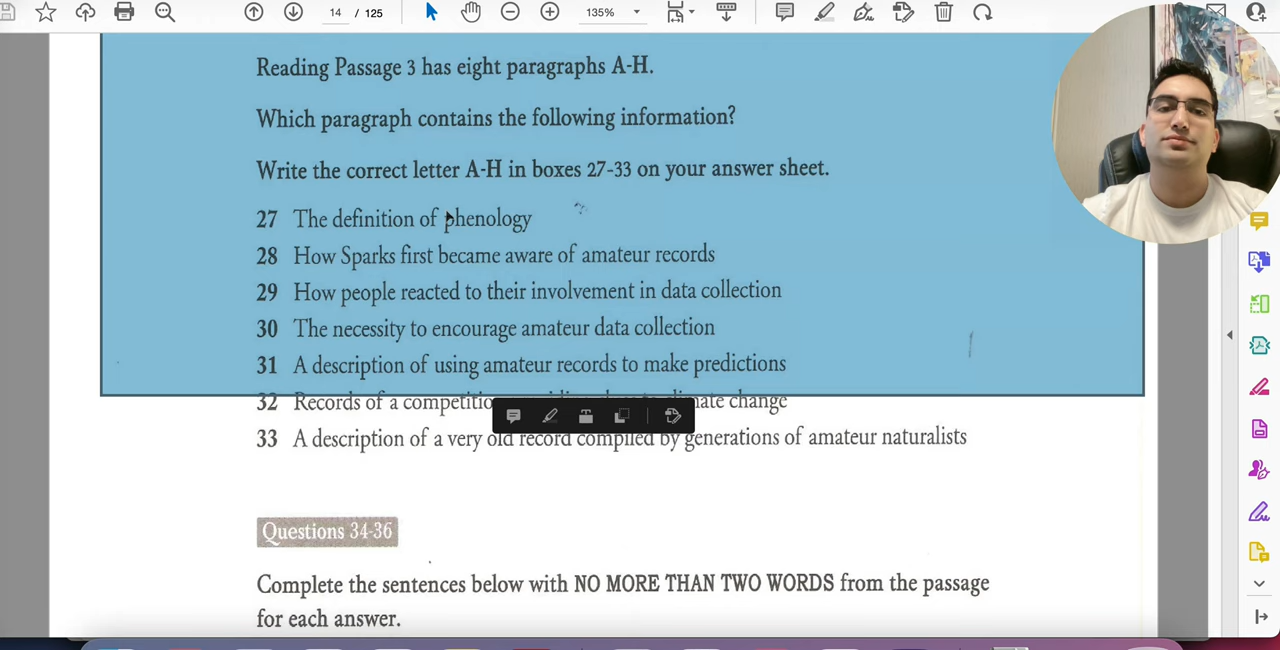 14 / 125
135%
Reading Passage 3 has eight paragraphs A-H.
Which paragraph contains the following information?
Write the correct letter A-H in boxes 27-33 on your answer sheet.
27 The definition of phenology
28 How Sparks first became aware of amateur records
29 How people reacted to their involvement in data collection
30 The necessity to encourage amateur data collection
31 A description of using amateur records to make predictions
32 Records of a climate change
33 A description of a very old record compiled by generations of amateur naturalists
Questions 34-36
Complete the sentences below with NO MORE THAN TWO WORDS from the passage
for each answer.